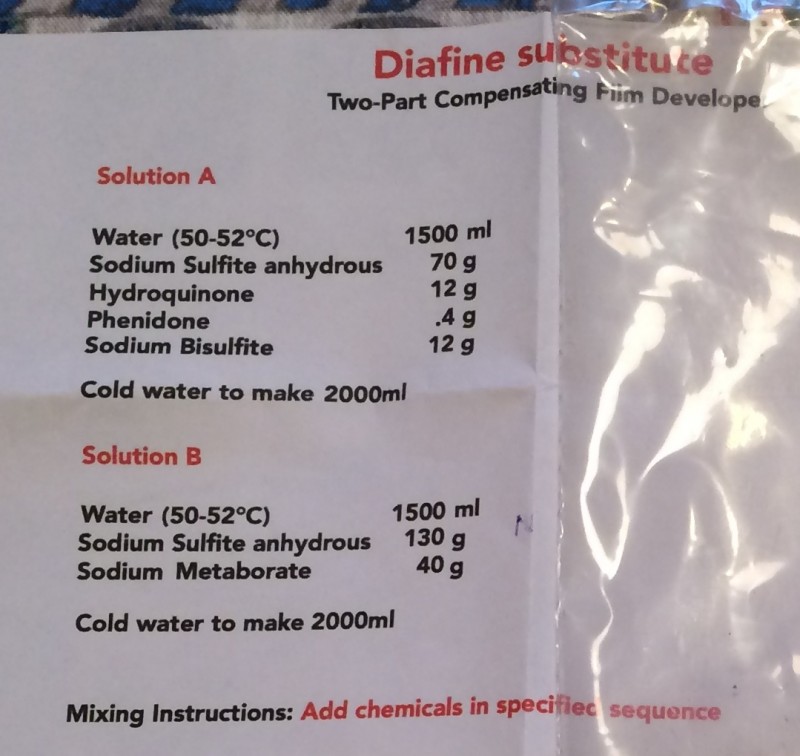 Diafine substitute
Two-Part Compensating Film Develope
Solution A
Water (50-52°C) 1500 ml
Sodium Sulfite anhydrous 70 g
Hydroquinone 12 g
Phenidone .4 g
Sodium Bisulfite 12 g
Cold water to make 2000ml
Solution B
Water (50-52°C) 1500 ml
Sodium Sulfite anhydrous 130 g
Sodium Metaborate 40 g
Cold water to make 2000ml
Mixing Instructions: Add chemicals in specified sequence